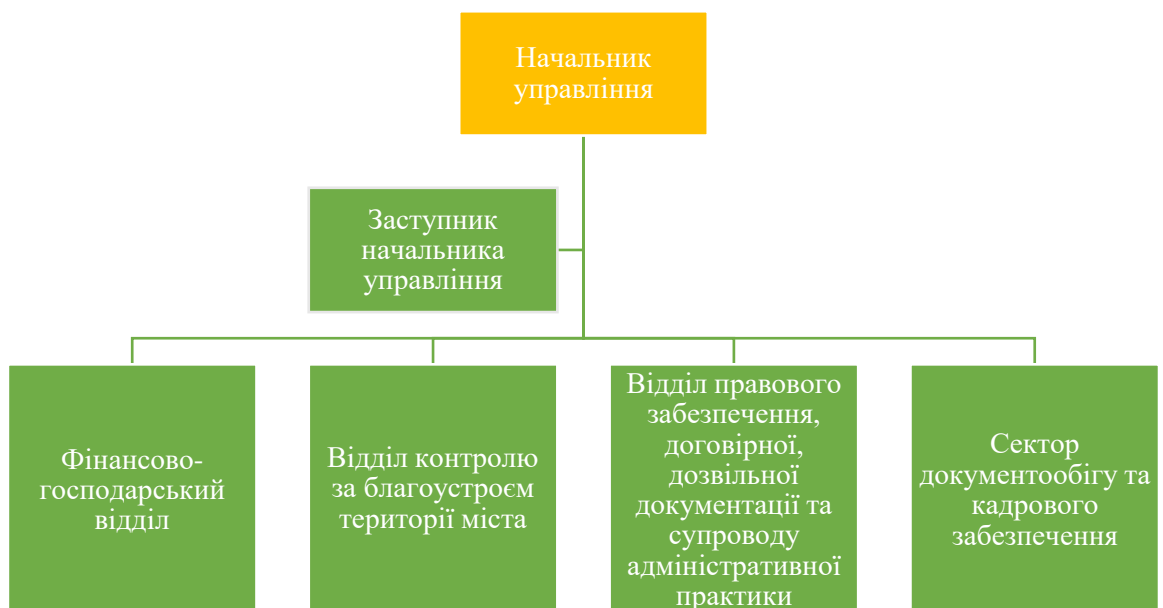 Начальник
управління
Заступник
начальника
управління
Фінансово-
господарський
відділ
Відділ контролю
за благоустроєм
території міста
Відділ правового
забезпечення,
договірної,
дозвільної
документації та
супроводу
адміністративної
практики
Сектор
документообігу та
кадрового
забезпечення